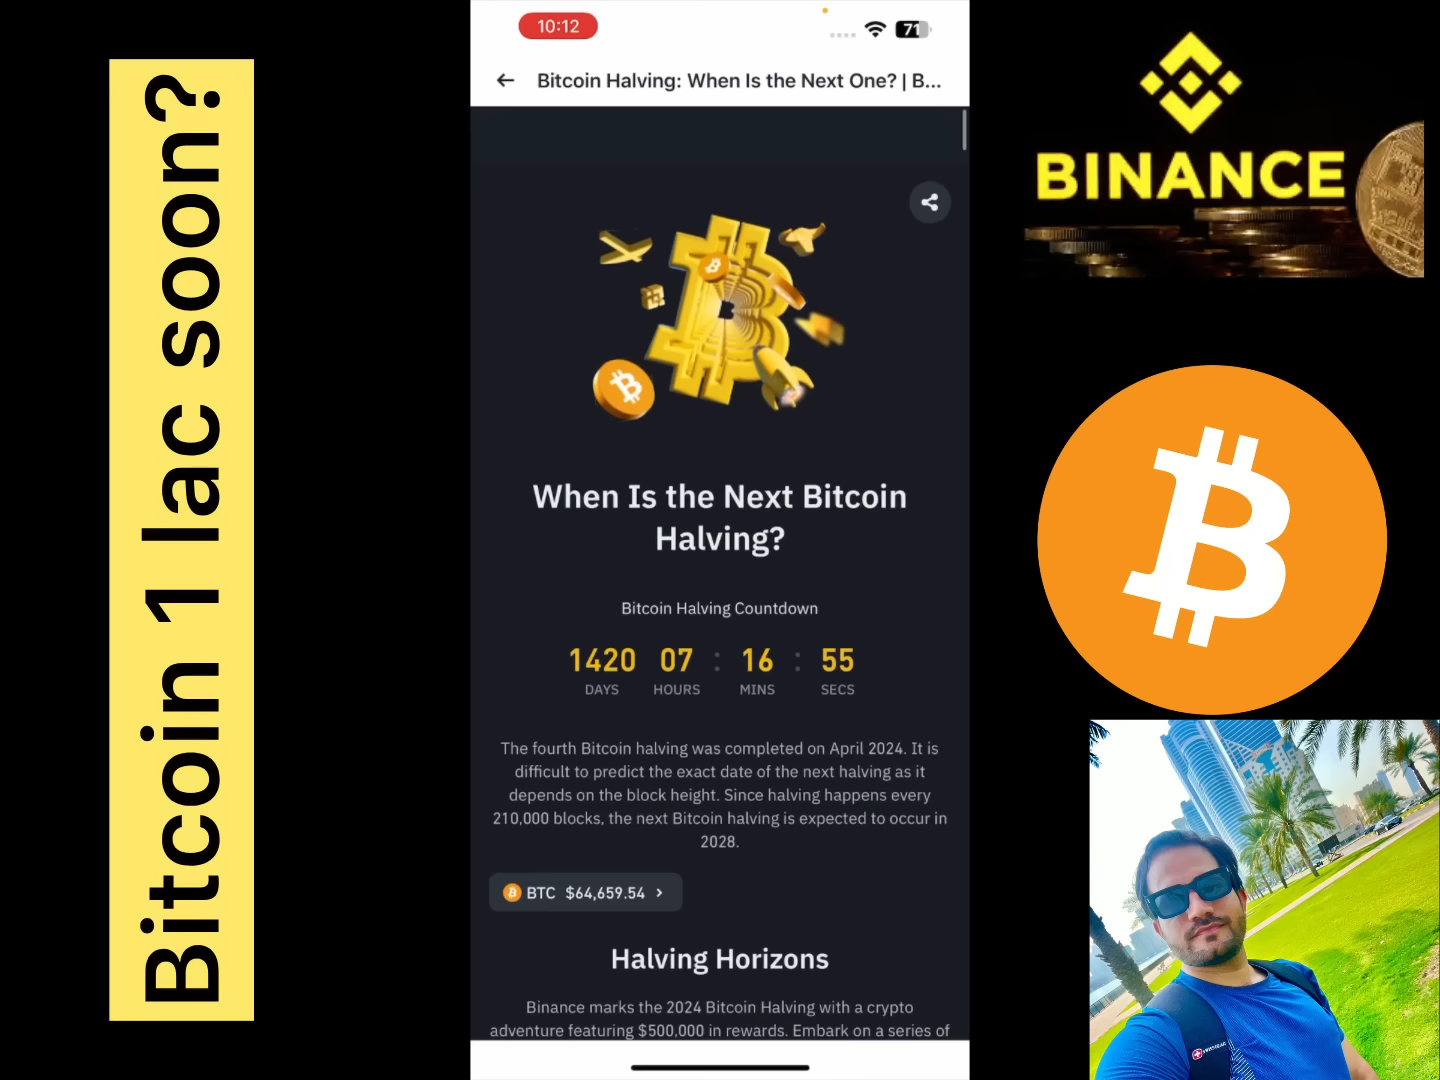 Bitcoin 1 lac soon?
10:12
71
Bitcoin Halving: When Is the Next One? | B...
When Is the Next Bitcoin
Halving?
Bitcoin Halving Countdown
1420 07 : 16 : 55
DAYS HOURS MINS SECS
The fourth Bitcoin halving was completed on April 2024. It is
difficult to predict the exact date of the next halving as it
depends on the block height. Since halving happens every
210,000 blocks, the next Bitcoin halving is expected to occur in
2028.
BTC $64,659.54 >
Halving Horizons
Binance marks the 2024 Bitcoin Halving with a crypto
adventure featuring $500,000 in rewards. Embark on a series of
BINANCE